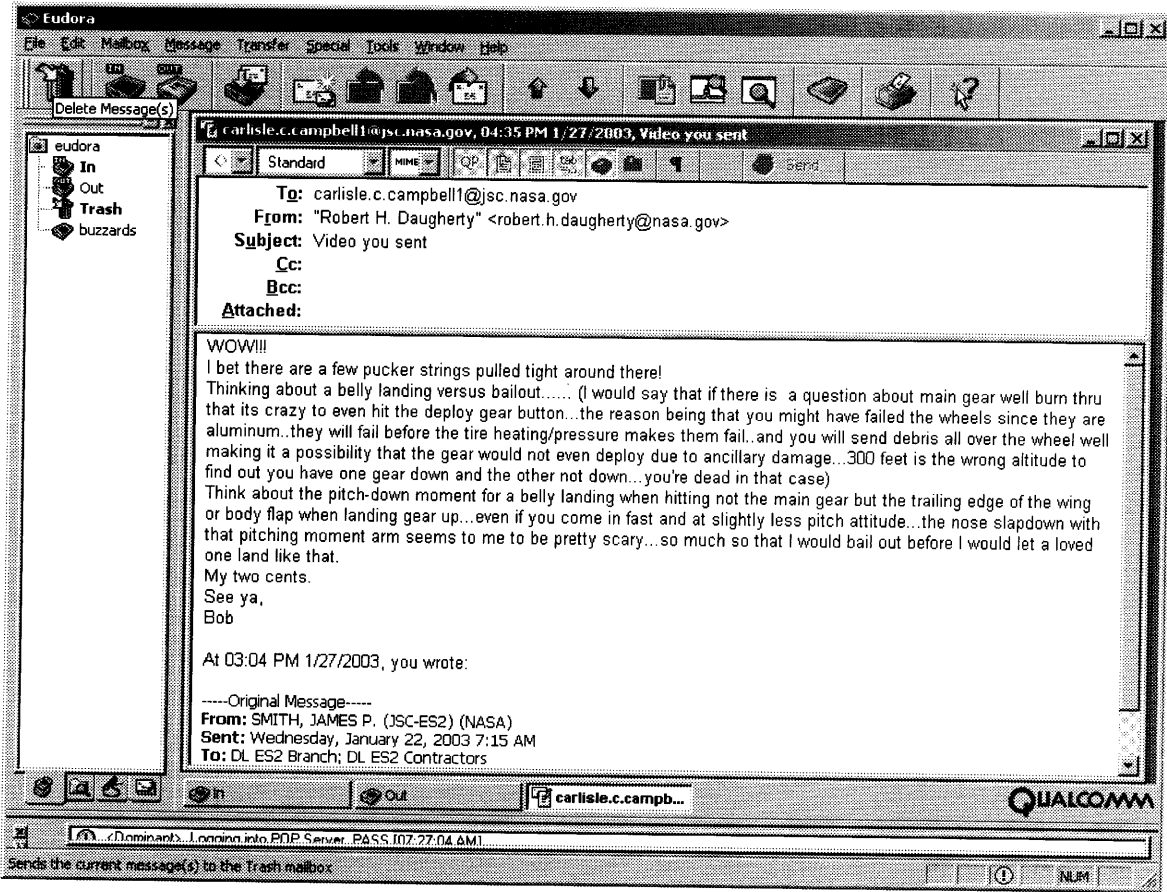 Eudora
File Edit Mailbox Message Transfer Special Tools Window Help
IN OUT
Delete Message(s)
eudora
In
Out
Trash
buzzards
carlisle.c.campbell1@jsc.nasa.gov, 04:35 PM 1/27/2003, Video you sent
Standard MIME QP Send
To: carlisle.c.campbell1@jsc.nasa.gov
From: "Robert H. Daugherty" <robert.h.daugherty@nasa.gov>
Subject: Video you sent
Cc:
Bcc:
Attached:
WOW!!!
I bet there are a few pucker strings pulled tight around there!
Thinking about a belly landing versus bailout...... (I would say that if there is a question about main gear well burn thru
that its crazy to even hit the deploy gear button...the reason being that you might have failed the wheels since they are
aluminum..they will fail before the tire heating/pressure makes them fail..and you will send debris all over the wheel well
making it a possibility that the gear would not even deploy due to ancillary damage...300 feet is the wrong altitude to
find out you have one gear down and the other not down...you're dead in that case)
Think about the pitch-down moment for a belly landing when hitting not the main gear but the trailing edge of the wing
or body flap when landing gear up...even if you come in fast and at slightly less pitch attitude...the nose slapdown with
that pitching moment arm seems to me to be pretty scary...so much so that I would bail out before I would let a loved
one land like that.
My two cents.
See ya,
Bob
At 03:04 PM 1/27/2003, you wrote:
-----Original Message-----
From: SMITH, JAMES P. (JSC-ES2) (NASA)
Sent: Wednesday, January 22, 2003 7:15 AM
To: DL ES2 Branch; DL ES2 Contractors
In Out carlisle.c.campb...
QUALCOMM
<Dominant> Logging into POP Server, PASS [07:27:04 AM]
Sends the current message(s) to the Trash mailbox
NUM